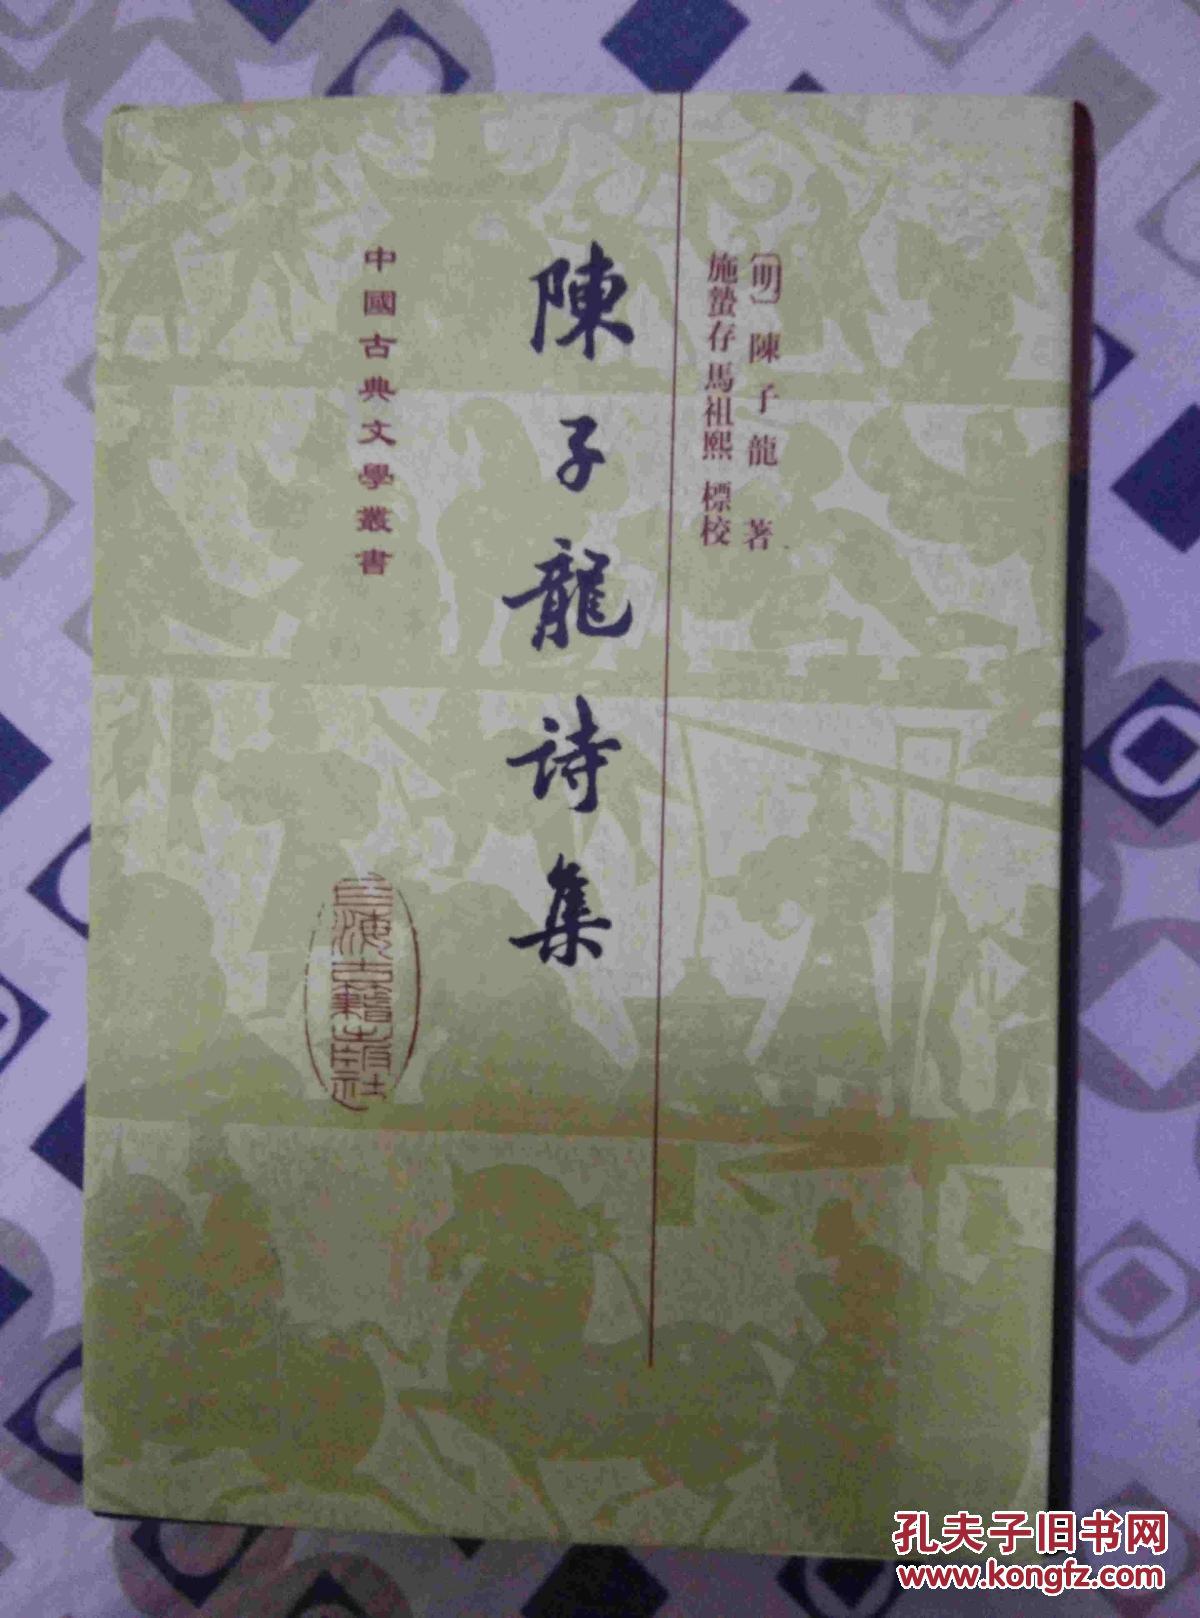 [明] 陳子龍 著
施蟄存 馬祖熙 標校
陳子龍詩集
中國古典文學叢書
上海古籍出版社
孔夫子旧书网
www.kongfz.com